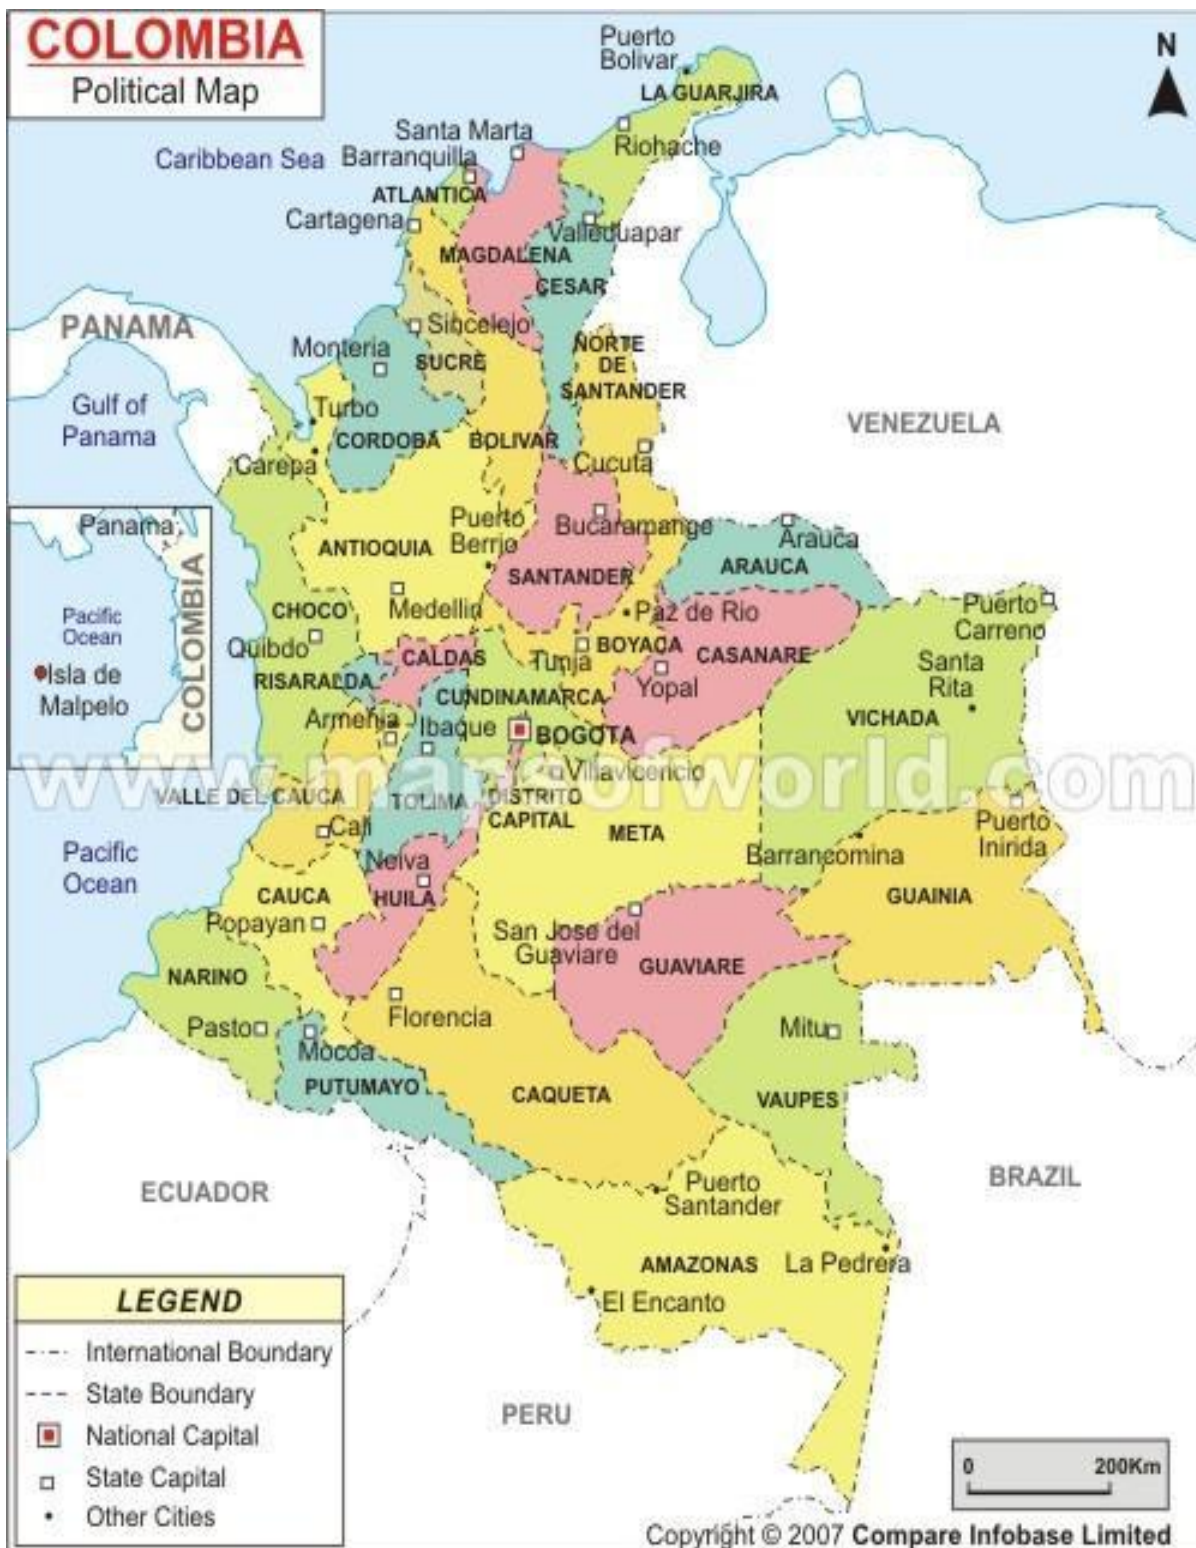 COLOMBIA
Political Map
N
Puerto
Bolivar
LA GUARJIRA
Santa Marta
Riohache
Caribbean Sea
Barranquilla
ATLANTICA
Cartagena
Valleduapar
MAGDALENA
CESAR
PANAMA
Sincelejo
Monteria
SUCRE
NORTE
DE
SANTANDER
Gulf of
Panama
Turbo
CORDOBA
BOLIVAR
VENEZUELA
Carepa
Cucuta
Puerto
Berrjo
Bucaramange
Arauca
ARAUCA
Panama
COLOMBIA
Pacific
Ocean
Isla de
Malpelo
ANTIOQUIA
SANTANDER
CHOCO
Medellin
Paz de Rio
Puerto
Carreno
Quibdo
CALDAS
Tunja
BOYACA
CASANARE
Santa
Rita
RISARALDA
CUNDINAMARCA
Yopal
VICHADA
Armenia
Ibaque
BOGOTA
www.mapsofworld.com
Villavicencio
VALLE DEL CAUCA
TOLIMA
DISTRITO
CAPITAL
META
Cali
Puerto
Inirida
Pacific
Ocean
Neiva
Barrancomina
CAUCA
HUILA
GUAINIA
Popayan
San Jose del
Guaviare
GUAVIARE
NARINO
Florencia
Pasto
Mocoa
Mitu
PUTUMAYO
CAQUETA
VAUPES
ECUADOR
BRAZIL
Puerto
Santander
AMAZONAS
La Pedrera
El Encanto
LEGEND
International Boundary
State Boundary
National Capital
State Capital
Other Cities
PERU
0 200Km
Copyright © 2007 Compare Infobase Limited